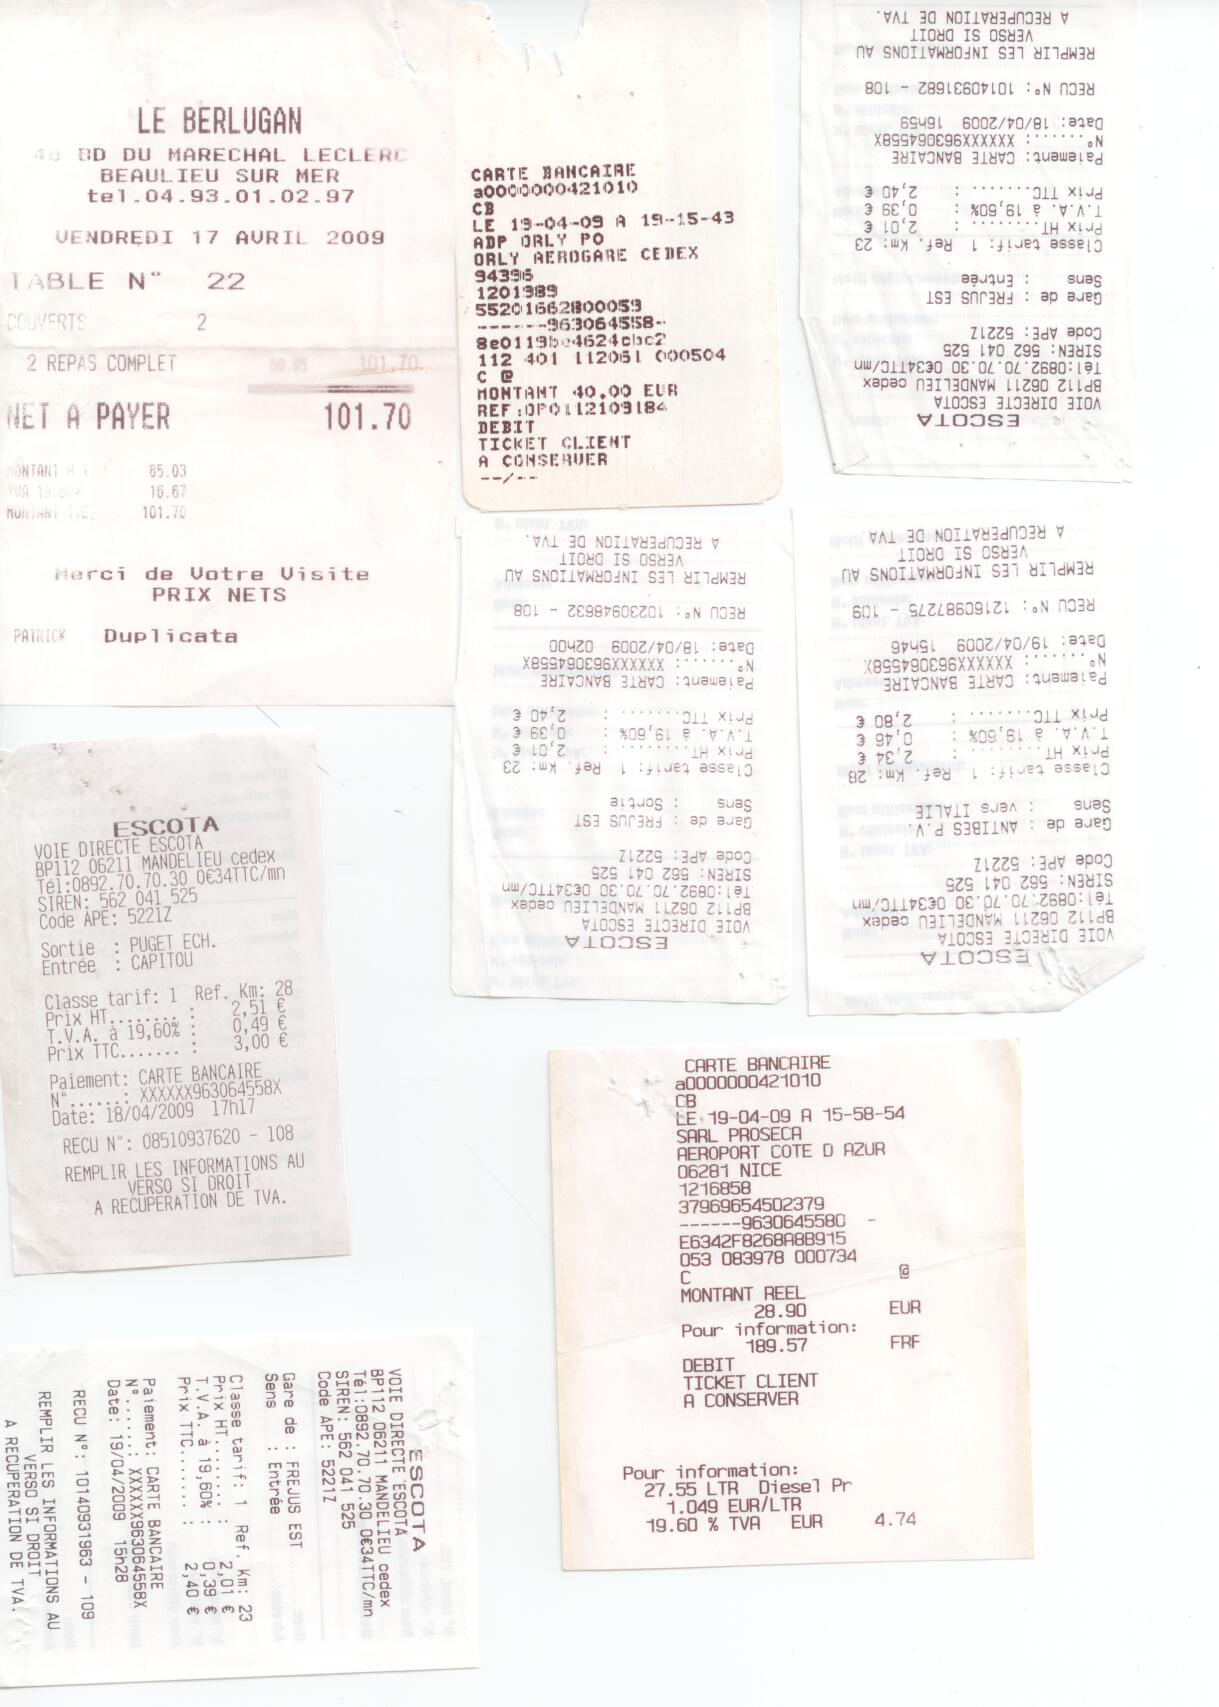 LE BERLUGAN
4B BD DU MARECHAL LECLERC
BEAULIEU SUR MER
tel.04.93.01.02.97
VENDREDI 17 AVRIL 2009
TABLE N° 22
COUVERTS 2
2 REPAS COMPLET 50.85 101.70
NET A PAYER 101.70
MONTANT H.T 85.03
TVA 19.60% 16.67
MONTANT TTC 101.70
Merci de Votre Visite
PRIX NETS
PATRICK Duplicata
CARTE BANCAIRE
a0000000421010
CB
LE 19-04-09 A 19-15-43
ADP ORLY PO
ORLY AEROGARE CEDEX
94396
1201389
55201662800059
------963064558-
8e0119be4624cbc2
112 401 112061 000504
C @
MONTANT 40,00 EUR
REF:0P0112109184
DEBIT
TICKET CLIENT
A CONSERVER
--/--
ESCOTA
VOIE DIRECTE ESCOTA
BP112 06211 MANDELIEU cedex
Tél:0892.70.70.30 0€34TTC/mn
SIREN: 562 041 525
Code APE: 5221Z
Gare de : FREJUS EST
Sens : Entrée
Classe tarif: 1 Ref. Km: 23
Prix HT........ : 2,01 €
T.V.A. à 19,60% : 0,39 €
Prix TTC....... : 2,40 €
Paiement: CARTE BANCAIRE
N°......: XXXXXX963064558X
Date: 18/04/2009 16h59
RECU N°: 10140931682 - 108
REMPLIR LES INFORMATIONS AU
VERSO SI DROIT
A RECUPERATION DE TVA.
ESCOTA
VOIE DIRECTE ESCOTA
BP112 06211 MANDELIEU cedex
Tél:0892.70.70.30 0€34TTC/mn
SIREN: 562 041 525
Code APE: 5221Z
Gare de : FREJUS EST
Sens : Sortie
Classe tarif: 1 Ref. Km: 23
Prix HT........ : 2,01 €
T.V.A. à 19,60% : 0,39 €
Prix TTC....... : 2,40 €
Paiement: CARTE BANCAIRE
N°......: XXXXXX963064558X
Date: 18/04/2009 02h00
RECU N°: 10230948632 - 108
REMPLIR LES INFORMATIONS AU
VERSO SI DROIT
A RECUPERATION DE TVA.
ESCOTA
VOIE DIRECTE ESCOTA
BP112 06211 MANDELIEU cedex
Tél:0892.70.70.30 0€34TTC/mn
SIREN: 562 041 525
Code APE: 5221Z
Gare de : ANTIBES P.V.
Sens : vers ITALIE
Classe tarif: 1 Ref. Km: 28
Prix HT........ : 2,34 €
T.V.A. à 19,60% : 0,46 €
Prix TTC....... : 2,80 €
Paiement: CARTE BANCAIRE
N°......: XXXXXX963064558X
Date: 19/04/2009 15h46
RECU N°: 12160987275 - 109
REMPLIR LES INFORMATIONS AU
VERSO SI DROIT
A RECUPERATION DE TVA.
ESCOTA
VOIE DIRECTE ESCOTA
BP112 06211 MANDELIEU cedex
Tél:0892.70.70.30 0€34TTC/mn
SIREN: 562 041 525
Code APE: 5221Z
Sortie : PUGET ECH.
Entrée : CAPITOU
Classe tarif: 1 Ref. Km: 28
Prix HT........ : 2,51 €
T.V.A. à 19,60% : 0,49 €
Prix TTC....... : 3,00 €
Paiement: CARTE BANCAIRE
N°......: XXXXXX963064558X
Date: 18/04/2009 17h17
RECU N°: 08510937620 - 108
REMPLIR LES INFORMATIONS AU
VERSO SI DROIT
A RECUPERATION DE TVA.
CARTE BANCAIRE
a0000000421010
CB
LE 19-04-09 A 15-58-54
SARL PROSECA
AEROPORT COTE D AZUR
06281 NICE
1216858
37969654502379
------9630645580 -
E6342F8268A8B915
053 083978 000734
C @
MONTANT REEL
28.90 EUR
Pour information:
189.57 FRF
DEBIT
TICKET CLIENT
A CONSERVER
Pour information:
27.55 LTR Diesel Pr
1.049 EUR/LTR
19.60 % TVA EUR 4.74
ESCOTA
VOIE DIRECTE ESCOTA
BP112 06211 MANDELIEU cedex
Tél:0892.70.70.30 0€34TTC/mn
SIREN: 562 041 525
Code APE: 5221Z
Gare de : FREJUS EST
Sens : Entrée
Classe tarif: 1 Ref. Km: 23
Prix HT........ : 2,01 €
T.V.A. à 19,60% : 0,39 €
Prix TTC....... : 2,40 €
Paiement: CARTE BANCAIRE
N°......: XXXXXX963064558X
Date: 19/04/2009 15h28
RECU N°: 10140931963 - 109
REMPLIR LES INFORMATIONS AU
VERSO SI DROIT
A RECUPERATION DE TVA.